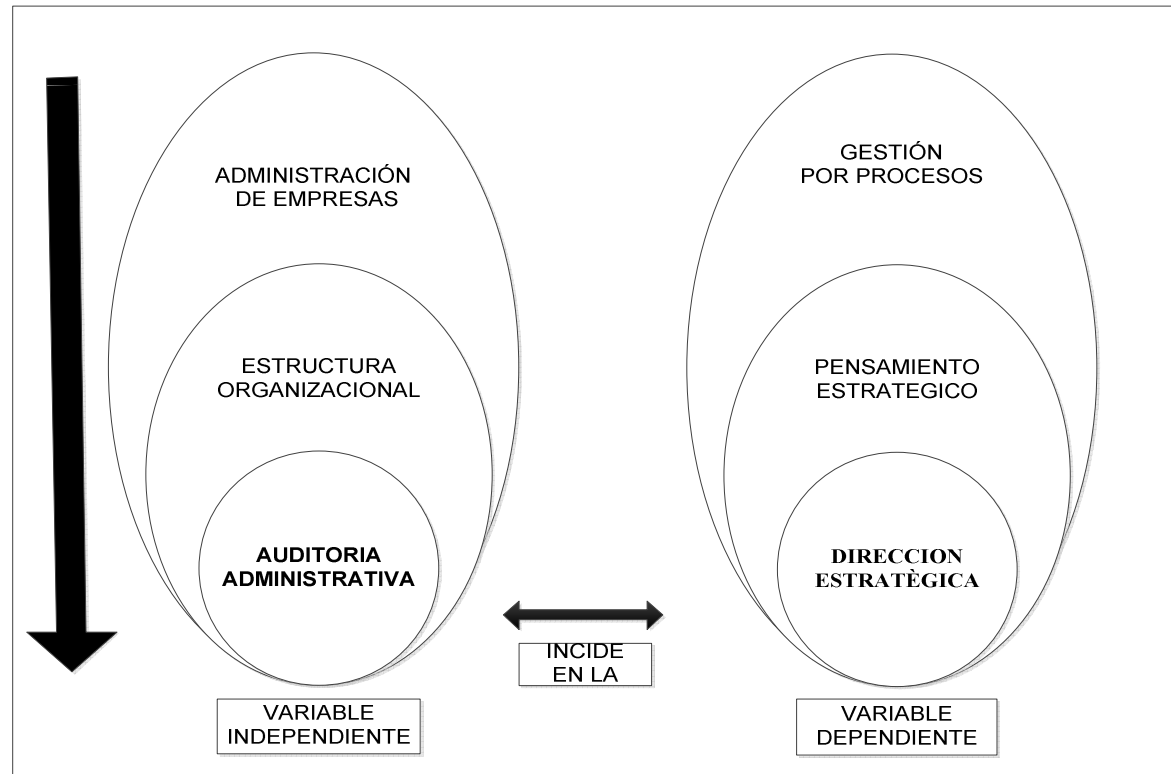 ADMINISTRACIÓN
DE EMPRESAS
ESTRUCTURA
ORGANIZACIONAL
AUDITORIA
ADMINISTRATIVA
VARIABLE
INDEPENDIENTE
INCIDE
EN LA
GESTIÓN
POR PROCESOS
PENSAMIENTO
ESTRATEGICO
DIRECCION
ESTRATÈGICA
VARIABLE
DEPENDIENTE